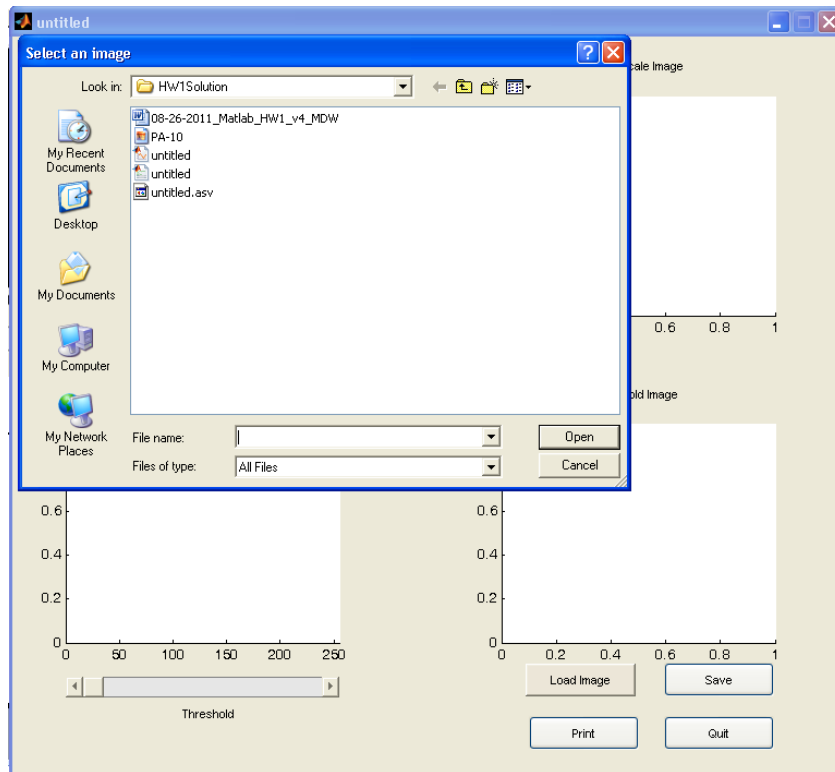 untitled
Select an image
cale Image
Look in: HW1Solution
08-26-2011_Matlab_HW1_v4_MDW
PA-10
untitled
untitled
untitled.asv
My Recent
Documents
Desktop
My Documents
My Computer
My Network
Places
0.6 0.8 1
old Image
File name: Open
Files of type: All Files Cancel
0.6
0.4
0.2
0
0 50 100 150 200 250
0.6
0.4
0.2
0
0 0.2 0.4 0.6 0.8 1
Load Image Save
Threshold
Print Quit